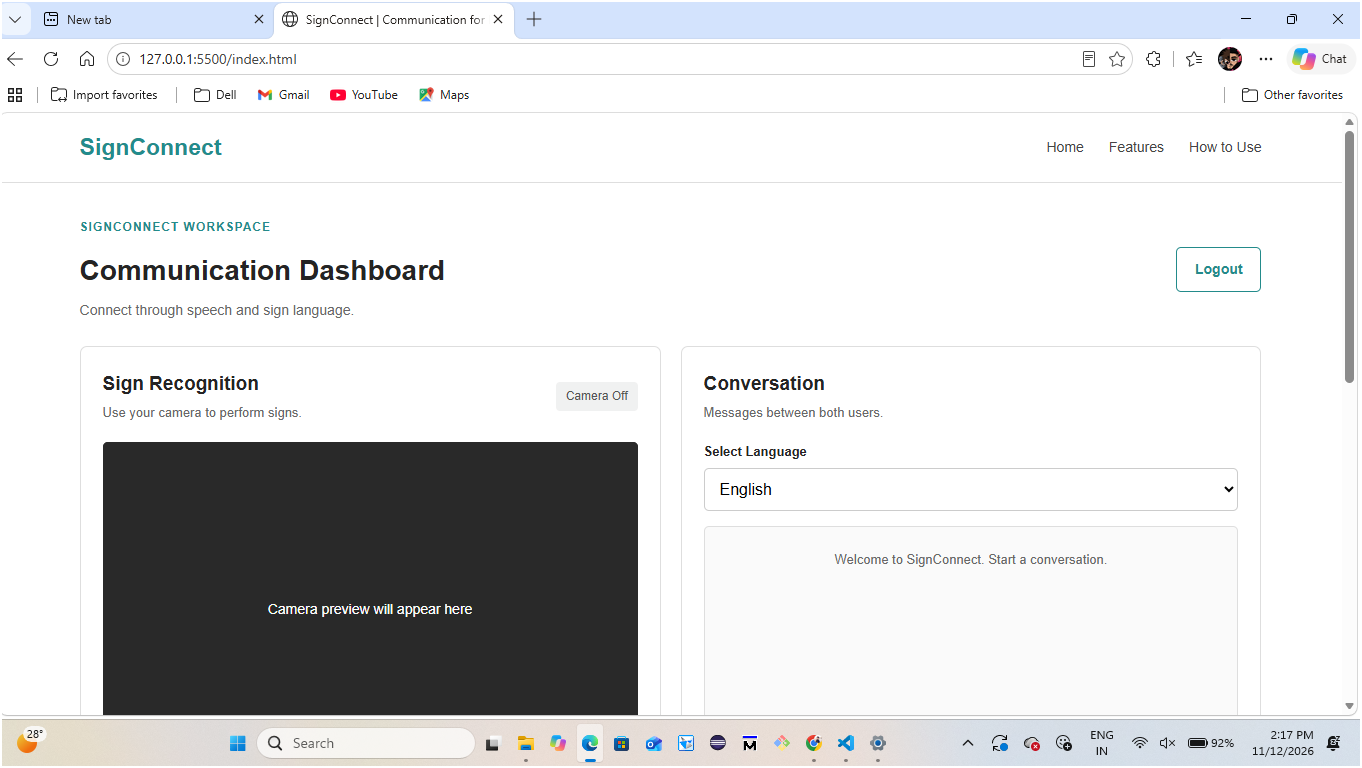 New tab
SignConnect | Communication for
127.0.0.1:5500/index.html
Chat
Import favorites
Dell
Gmail
YouTube
Maps
Other favorites
SignConnect
Home
Features
How to Use
SIGNCONNECT WORKSPACE
Communication Dashboard
Logout
Connect through speech and sign language.
Sign Recognition
Use your camera to perform signs.
Camera Off
Camera preview will appear here
Conversation
Messages between both users.
Select Language
English
Welcome to SignConnect. Start a conversation.
28°
Search
ENG
IN
92%
2:17 PM
11/12/2026